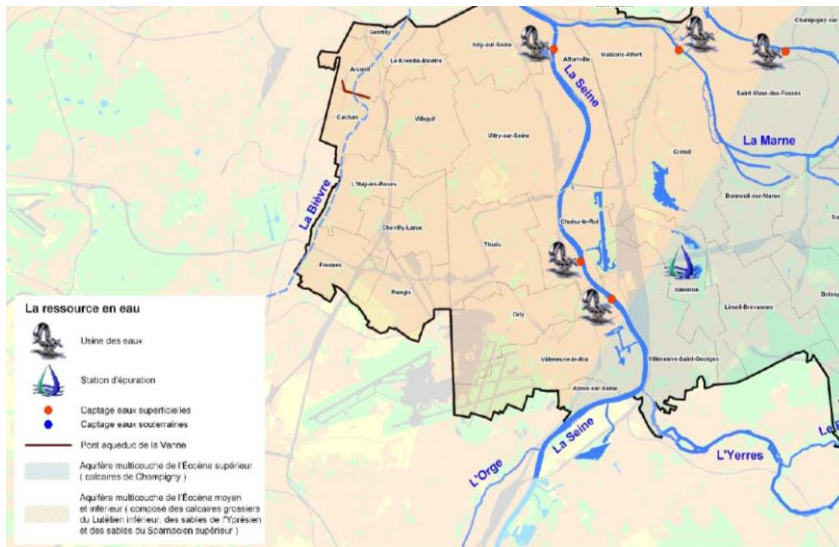 Champigny-sur
Gentilly
Le Kremlin-Bicêtre
Ivry-sur-Seine
Alfortville
Maisons-Alfort
Arcueil
La Seine
Saint-Maur-des-Fossés
Cachan
Villejuif
Vitry-sur-Seine
La Marne
Créteil
L'Haÿ-les-Roses
Bonneuil-sur-Marne
La Bièvre
Chevilly-Larue
Choisy-le-Roi
Thiais
Fresnes
Valenton
Rungis
Orly
Limeil-Brévannes
Boissy
Villeneuve-le-Roi
Villeneuve-Saint-Georges
Ablon-sur-Seine
La Seine
L'Orge
L'Yerres
La ressource en eau
Usine des eaux
Station d'épuration
Captage eaux superficielles
Captage eaux souterraines
Pont aqueduc de la Vanne
Aquifère multicouche de l'Éocène supérieur
( calcaires de Champigny )
Aquifère multicouche de l'Éocène moyen
et inférieur ( composé des calcaires grossiers
du Lutétien inférieur, des sables de l'Yprésien
et des sables du Sparnacien supérieur )